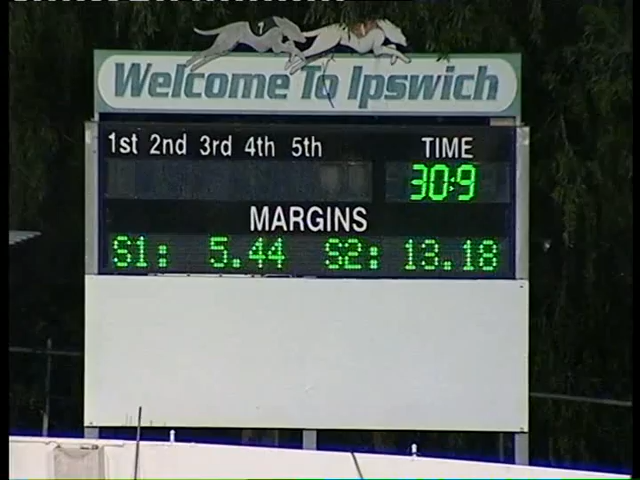 Welcome To Ipswich
1st 2nd 3rd 4th 5th TIME
30:9
MARGINS
S1: 5.44 S2: 13.18